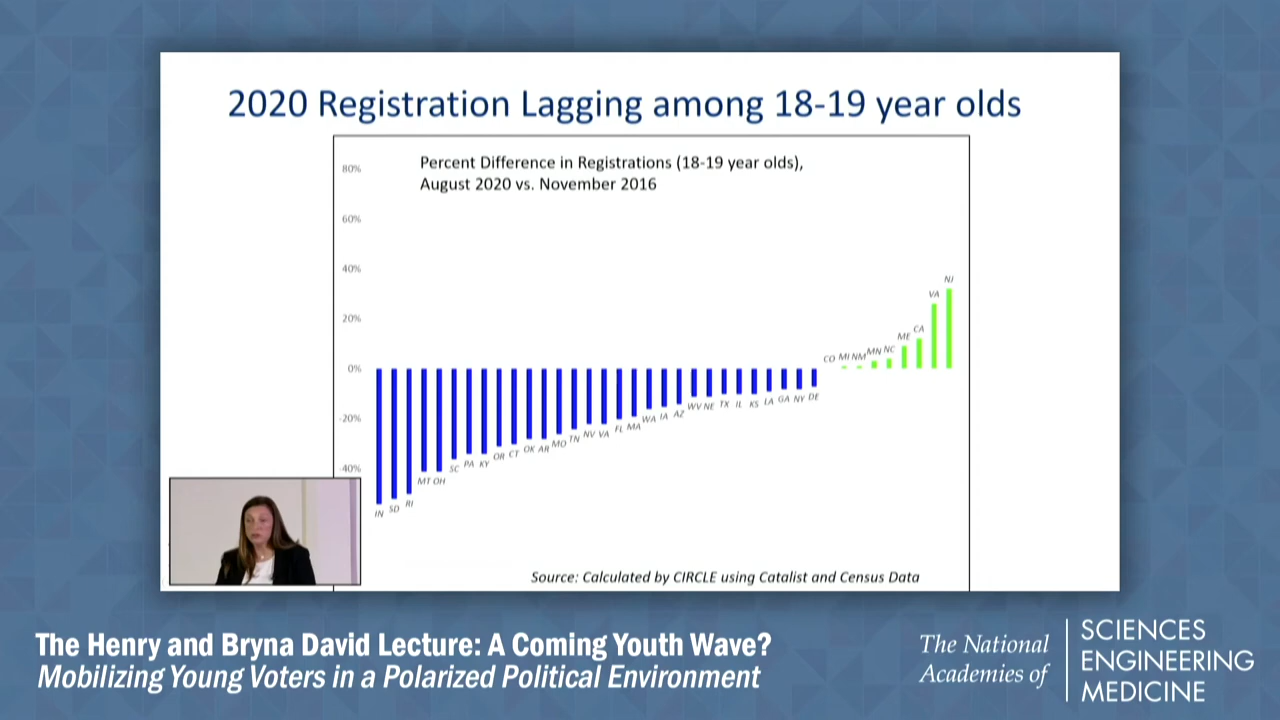 2020 Registration Lagging among 18-19 year olds
Percent Difference in Registrations (18-19 year olds),
August 2020 vs. November 2016
80%
60%
40%
20%
0%
-20%
40%
IN
SD
RI
MT
OH
SC
PA
KY
OR
CT
OK
AR
MO
TN
NV
VA
FL
MA
WA
IA
AZ
WV
NE
TX
IL
KS
LA
GA
NY
DE
CO
MI
NM
MN
NC
ME
CA
VA
NJ
Source: Calculated by CIRCLE using Catalist and Census Data
The Henry and Bryna David Lecture: A Coming Youth Wave?
Mobilizing Young Voters in a Polarized Political Environment
The National
Academies of
SCIENCES
ENGINEERING
MEDICINE